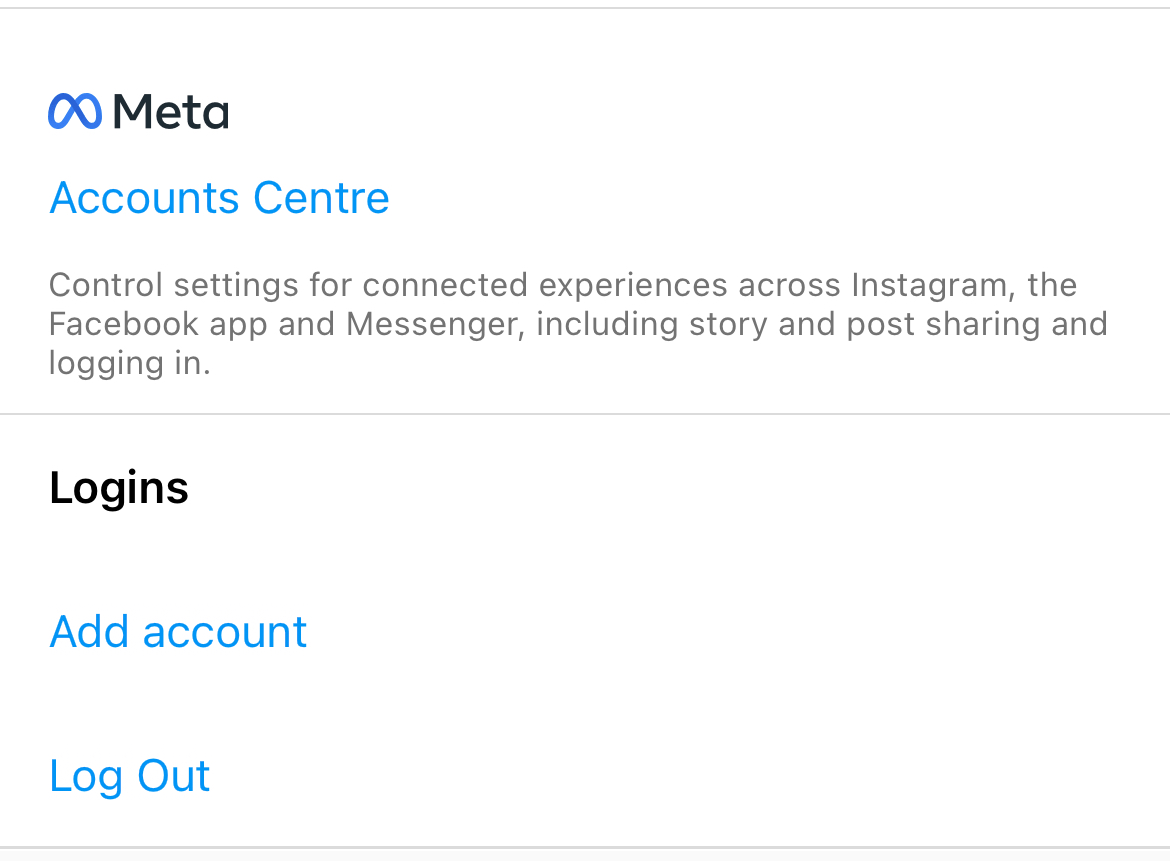 Meta
Accounts Centre
Control settings for connected experiences across Instagram, the
Facebook app and Messenger, including story and post sharing and
logging in.
Logins
Add account
Log Out